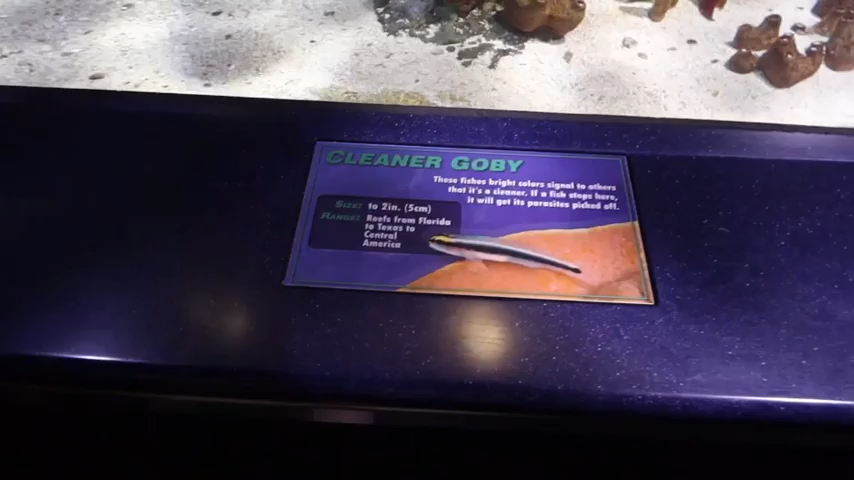 CLEANER GOBY
These fishes bright colors signal to others
that it's a cleaner. If a fish stops here,
it will get its parasites picked off.
SIZE: to 2in. (5cm)
RANGE: Reefs from Florida
to Texas to
Central
America